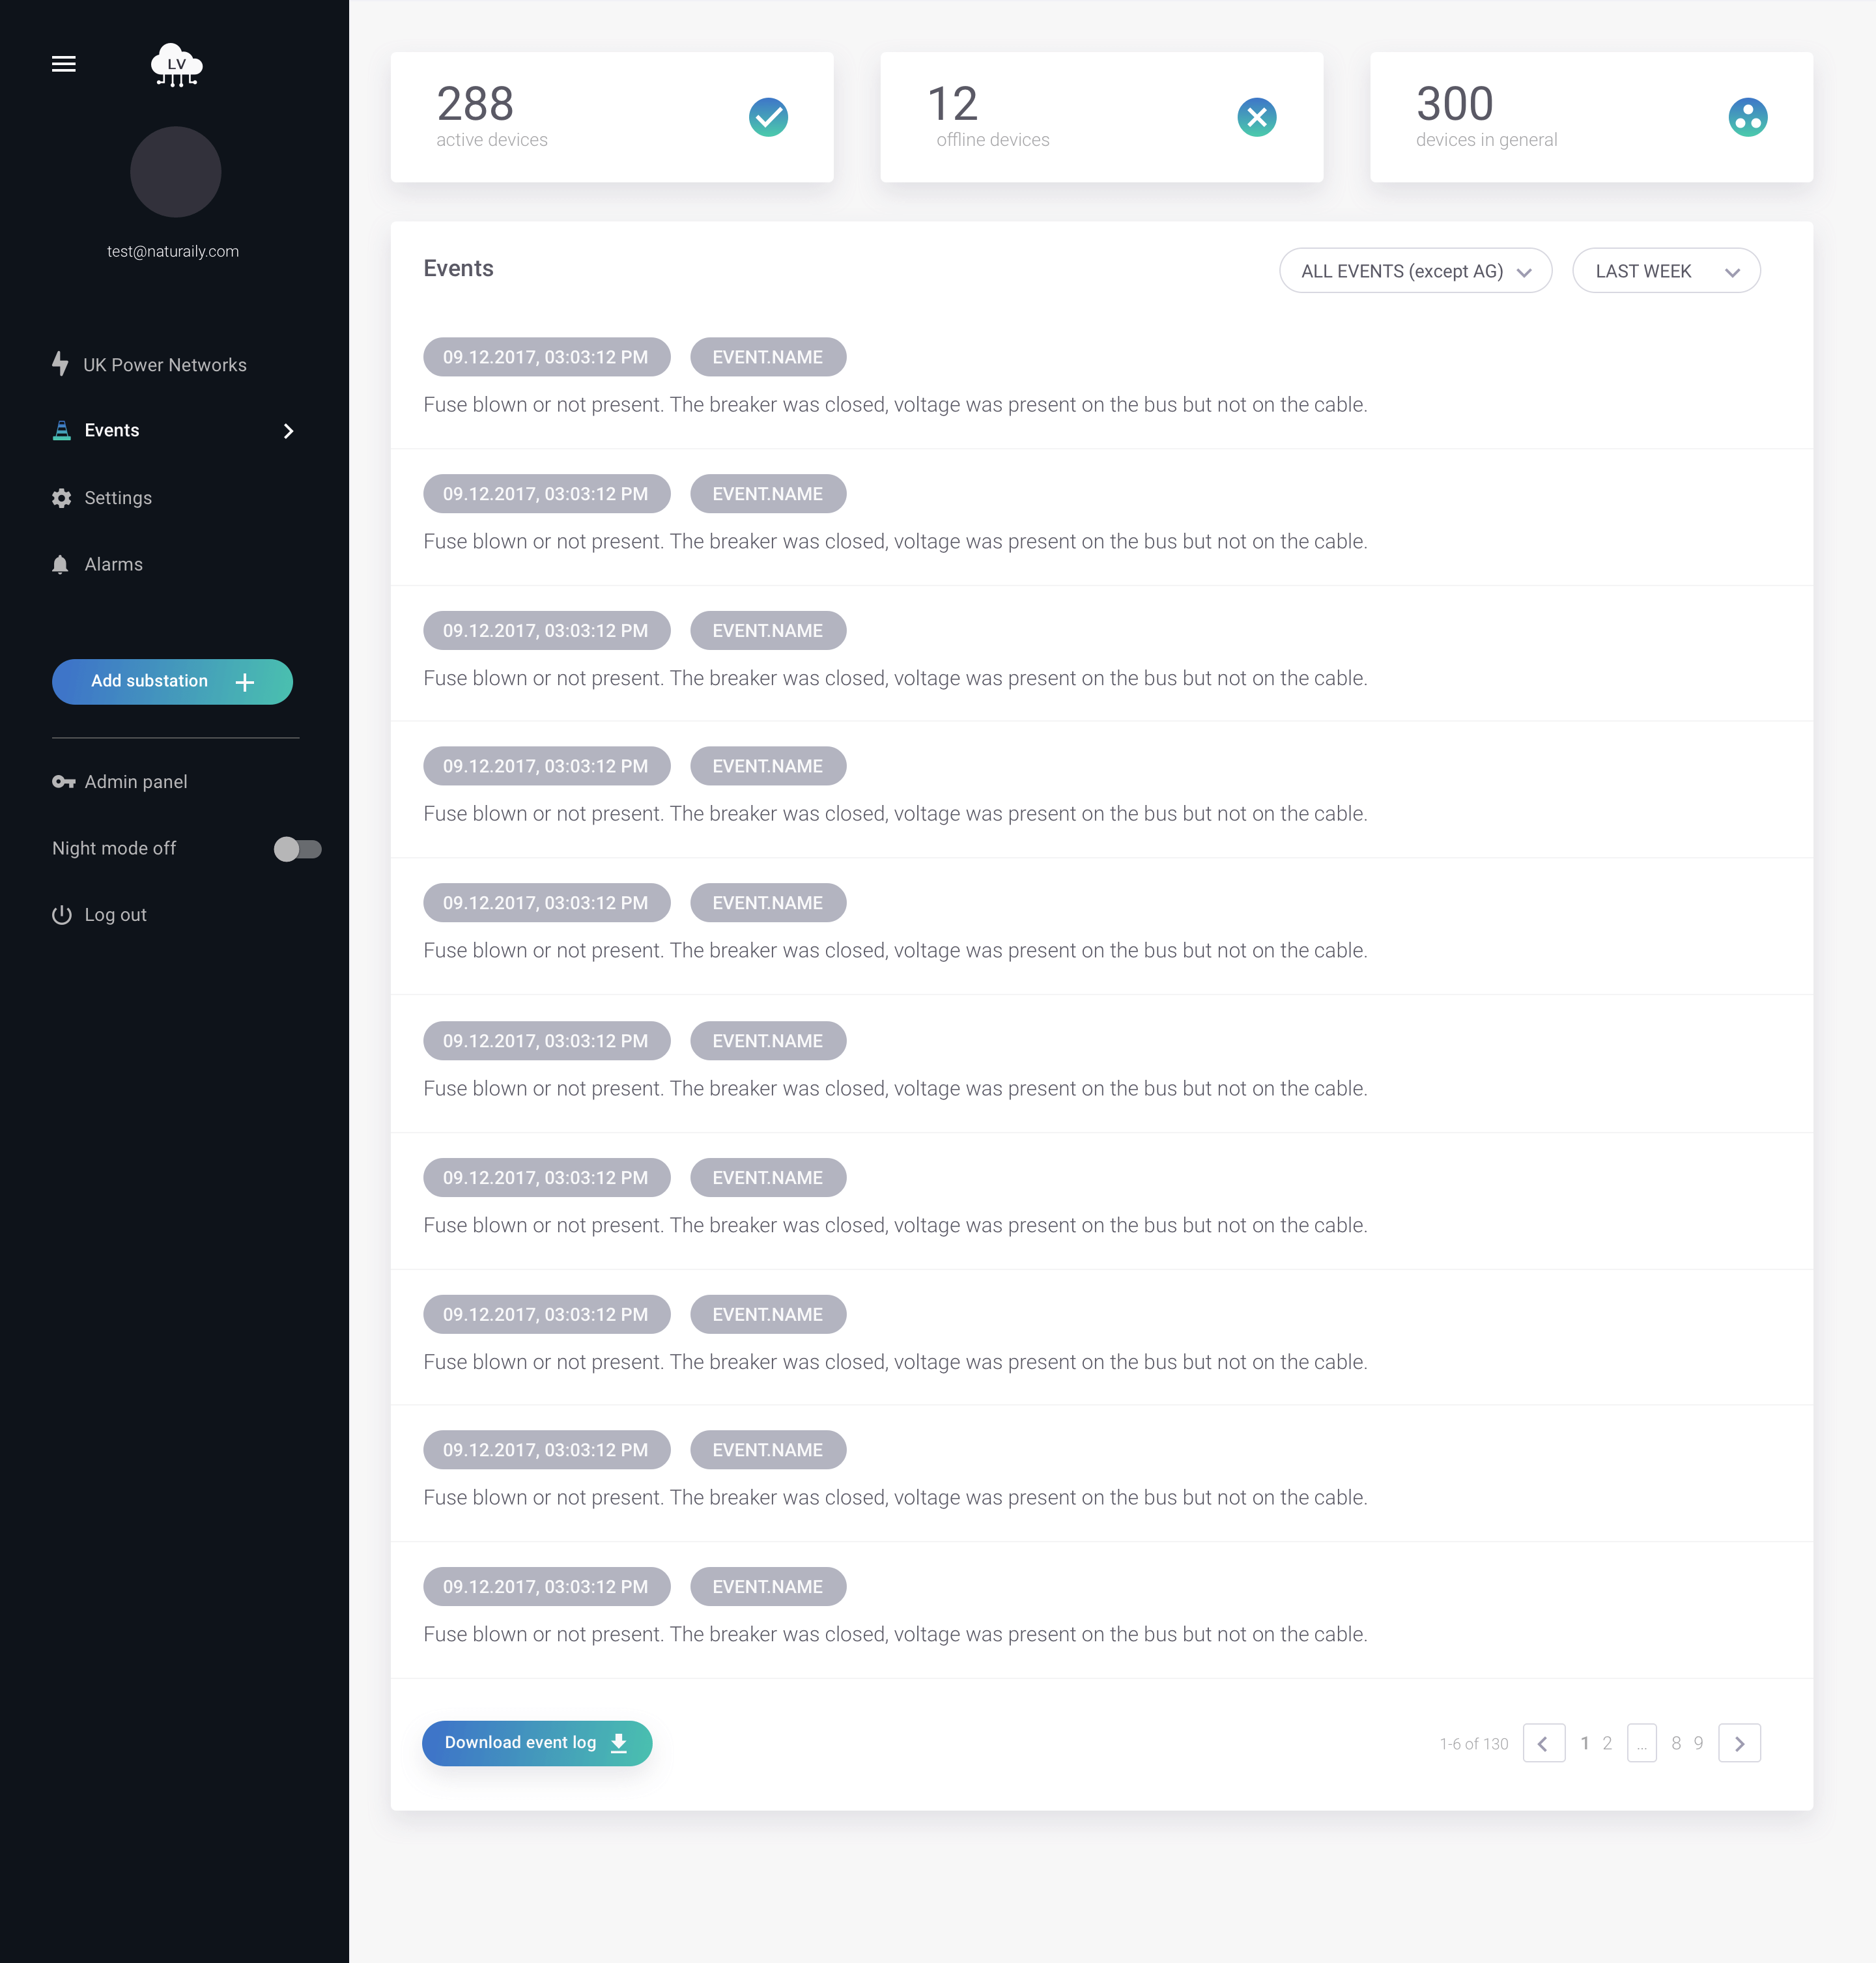 LV
test@naturaily.com
UK Power Networks
Events
Settings
Alarms
Add substation
Admin panel
Night mode off
Log out
288
active devices
12
offline devices
300
devices in general
Events
ALL EVENTS (except AG)
LAST WEEK
09.12.2017, 03:03:12 PM EVENT.NAME
Fuse blown or not present. The breaker was closed, voltage was present on the bus but not on the cable.
09.12.2017, 03:03:12 PM EVENT.NAME
Fuse blown or not present. The breaker was closed, voltage was present on the bus but not on the cable.
09.12.2017, 03:03:12 PM EVENT.NAME
Fuse blown or not present. The breaker was closed, voltage was present on the bus but not on the cable.
09.12.2017, 03:03:12 PM EVENT.NAME
Fuse blown or not present. The breaker was closed, voltage was present on the bus but not on the cable.
09.12.2017, 03:03:12 PM EVENT.NAME
Fuse blown or not present. The breaker was closed, voltage was present on the bus but not on the cable.
09.12.2017, 03:03:12 PM EVENT.NAME
Fuse blown or not present. The breaker was closed, voltage was present on the bus but not on the cable.
09.12.2017, 03:03:12 PM EVENT.NAME
Fuse blown or not present. The breaker was closed, voltage was present on the bus but not on the cable.
09.12.2017, 03:03:12 PM EVENT.NAME
Fuse blown or not present. The breaker was closed, voltage was present on the bus but not on the cable.
09.12.2017, 03:03:12 PM EVENT.NAME
Fuse blown or not present. The breaker was closed, voltage was present on the bus but not on the cable.
09.12.2017, 03:03:12 PM EVENT.NAME
Fuse blown or not present. The breaker was closed, voltage was present on the bus but not on the cable.
Download event log
1-6 of 130 1 2 ... 8 9